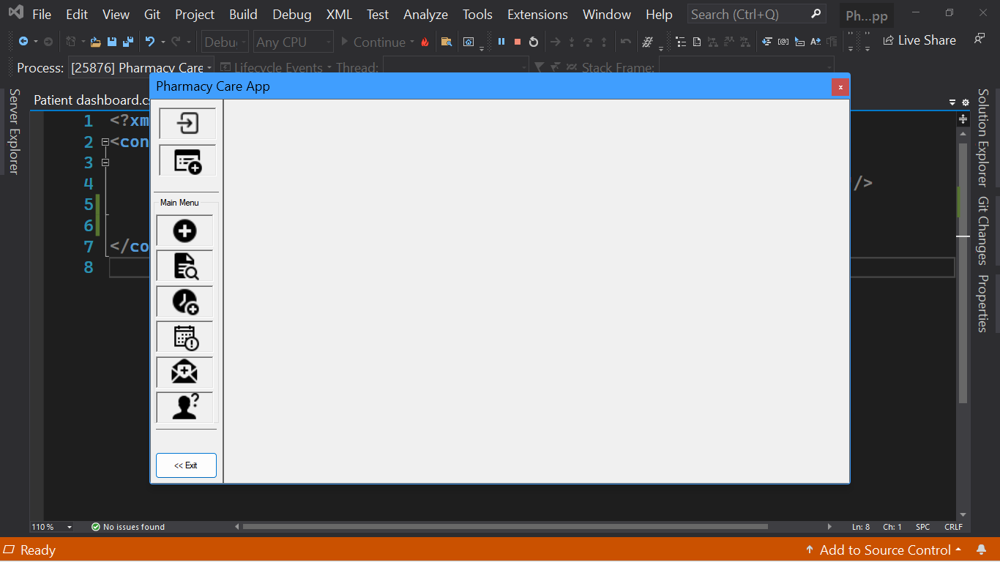 File Edit View Git Project Build Debug XML Test Analyze Tools Extensions Window Help Search (Ctrl+Q) Ph...pp
Debu Any CPU Continue Live Share
Process: [25876] Pharmacy Care Lifecycle Events Thread: Stack Frame:
Pharmacy Care App x
Server Explorer
Patient dashboard.cs
1 <?xm
2 <con
3
4 />
5
6
7 </co
8
Main Menu
<< Exit
Solution Explorer
Git Changes
Properties
110 % No issues found Ln: 8 Ch: 1 SPC CRLF
Ready Add to Source Control